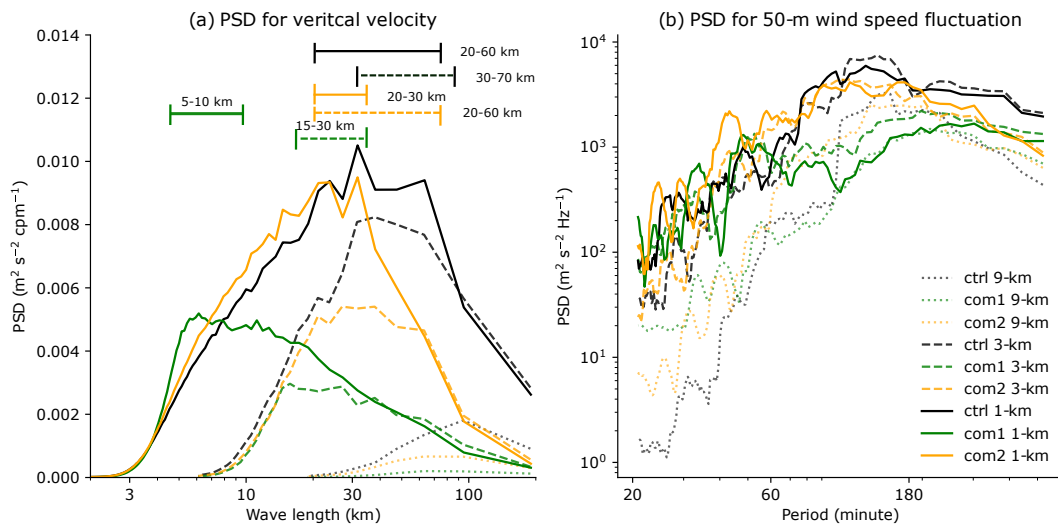 (a) PSD for veritcal velocity
PSD (m² s⁻² cpm⁻¹)
0.014
0.012
0.010
0.008
0.006
0.004
0.002
0.000
20-60 km
30-70 km
20-30 km
5-10 km
20-60 km
15-30 km
3
10
30
100
Wave length (km)
(b) PSD for 50-m wind speed fluctuation
PSD (m² s⁻² Hz⁻¹)
10⁴
10³
10²
10¹
10⁰
ctrl 9-km
com1 9-km
com2 9-km
ctrl 3-km
com1 3-km
com2 3-km
ctrl 1-km
com1 1-km
com2 1-km
20
60
180
Period (minute)